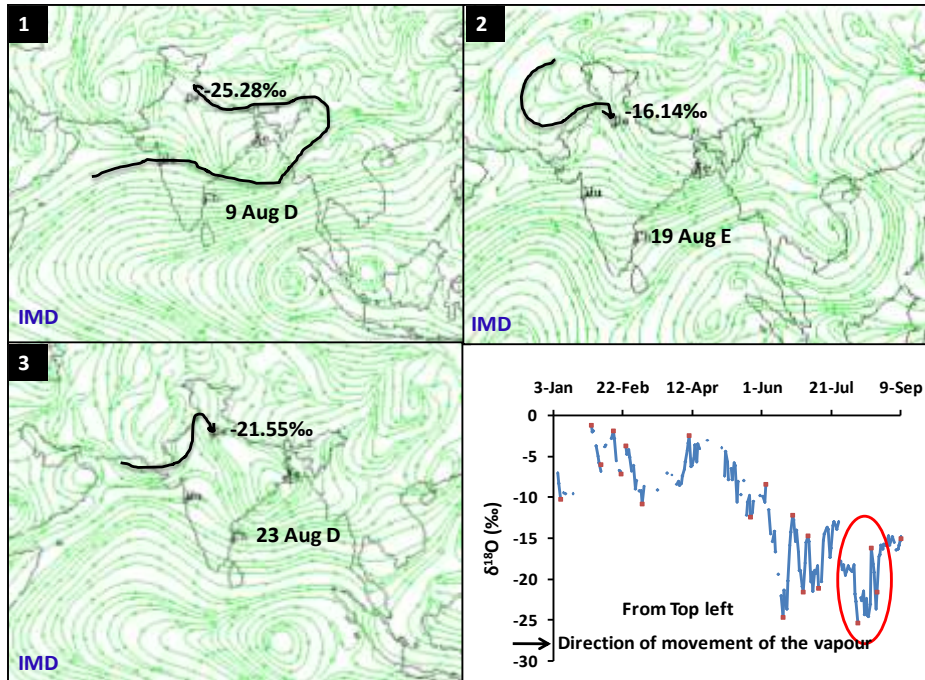 1
-25.28‰
9 Aug D
IMD
2
-16.14‰
19 Aug E
IMD
3
-21.55‰
23 Aug D
IMD
3-Jan 12-Apr 21-Jul
22-Feb 1-Jun 9-Sep
0
-5
-10
-15
-20
-25
-30
δ18O (‰)
From Top left
Direction of movement of the vapour